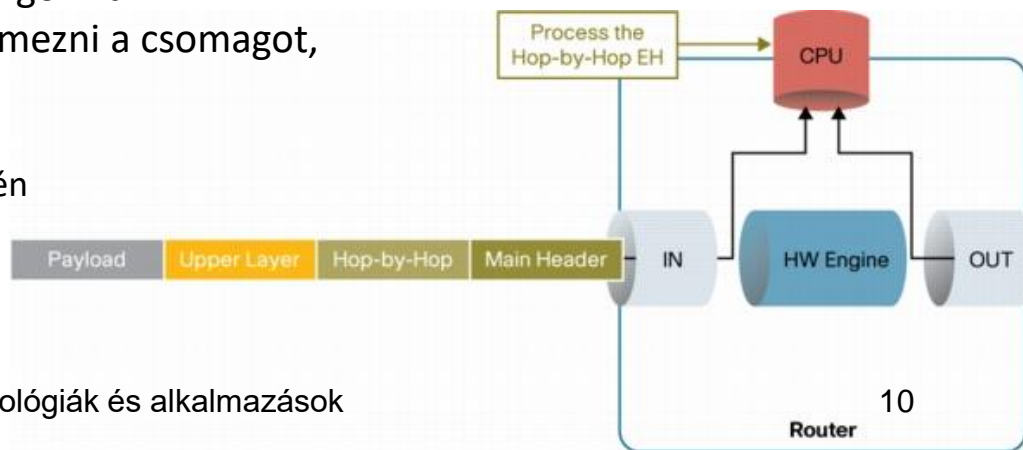 mezni a csomagot,
én
Process the
Hop-by-Hop EH
CPU
Payload
Upper Layer
Hop-by-Hop
Main Header
IN
HW Engine
OUT
ológiák és alkalmazások
10
Router